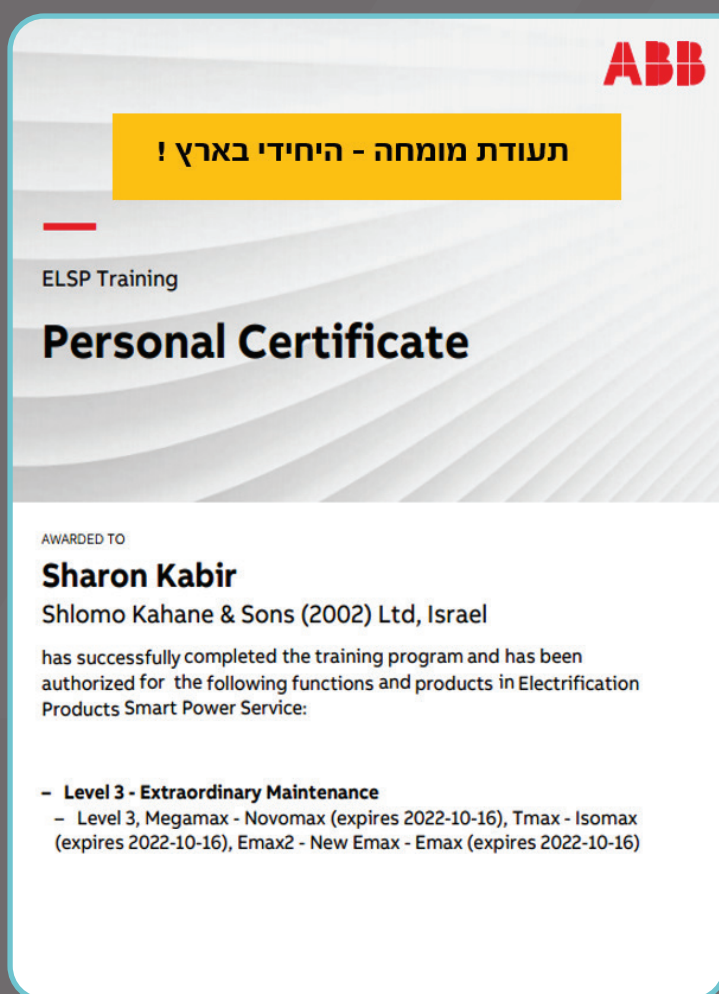 ABB
תעודת מומחה - היחידי בארץ !
ELSP Training
Personal Certificate
AWARDED TO
Sharon Kabir
Shlomo Kahane & Sons (2002) Ltd, Israel
has successfully completed the training program and has been
authorized for the following functions and products in Electrification
Products Smart Power Service:
– Level 3 - Extraordinary Maintenance
– Level 3, Megamax - Novomax (expires 2022-10-16), Tmax - Isomax
(expires 2022-10-16), Emax2 - New Emax - Emax (expires 2022-10-16)